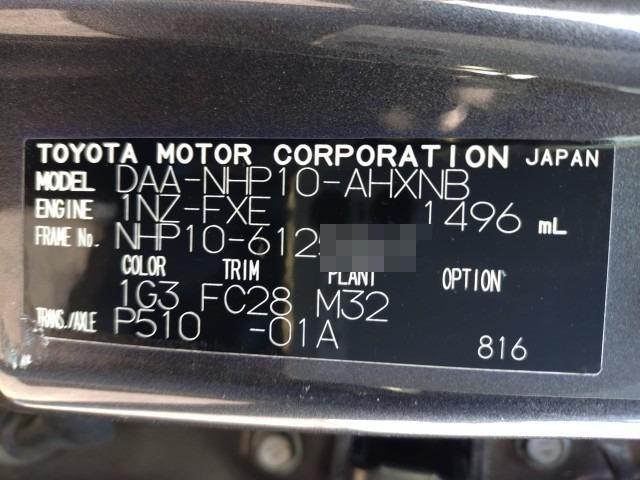 TOYOTA MOTOR CORPORATION JAPAN
MODEL DAA-NHP10-AHXNB
ENGINE 1NZ-FXE 1496 mL
FRAME No. NHP10-612
COLOR TRIM PLANT OPTION
1G3 FC28 M32
TRANS./AXLE P510 -01A
816